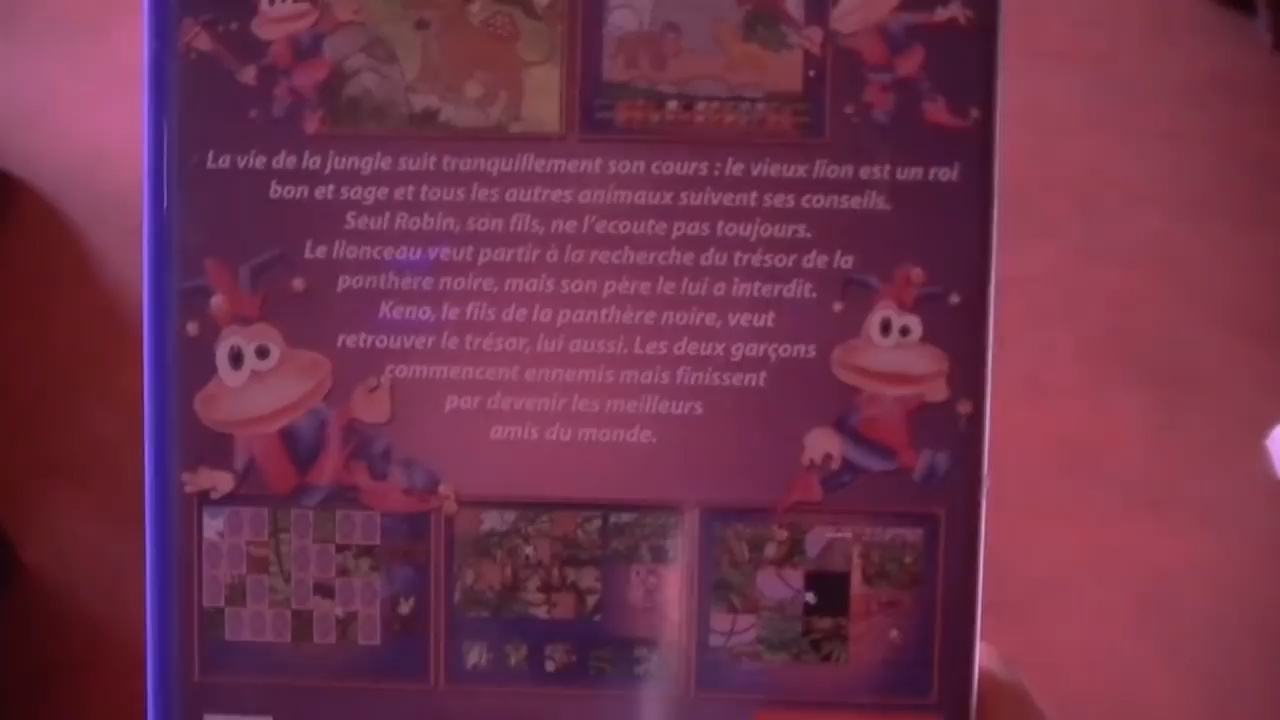 La vie de la jungle suit tranquillement son cours : le vieux lion est un roi
bon et sage et tous les autres animaux suivent ses conseils.
Seul Robin, son fils, ne l'ecoute pas toujours.
Le lionceau veut partir à la recherche du trésor de la
panthère noire, mais son père le lui a interdit.
Keno, le fils de la panthère noire, veut
retrouver le trésor, lui aussi. Les deux garçons
commencent ennemis mais finissent
par devenir les meilleurs
amis du monde.